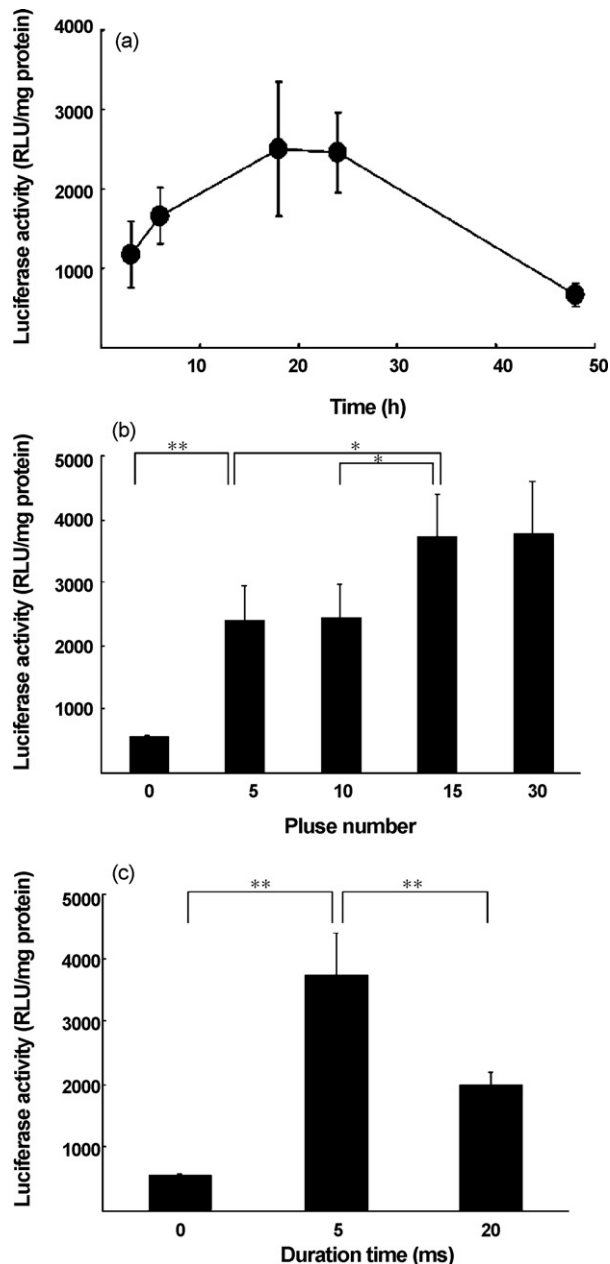 (a)
Luciferase activity (RLU/mg protein)
4000
3000
2000
1000
10 20 30 40 50
Time (h)
(b)
** * *
Luciferase activity (RLU/mg protein)
5000
4000
3000
2000
1000
0 5 10 15 30
Pluse number
(c)
** **
Luciferase activity (RLU/mg protein)
5000
4000
3000
2000
1000
0 5 20
Duration time (ms)